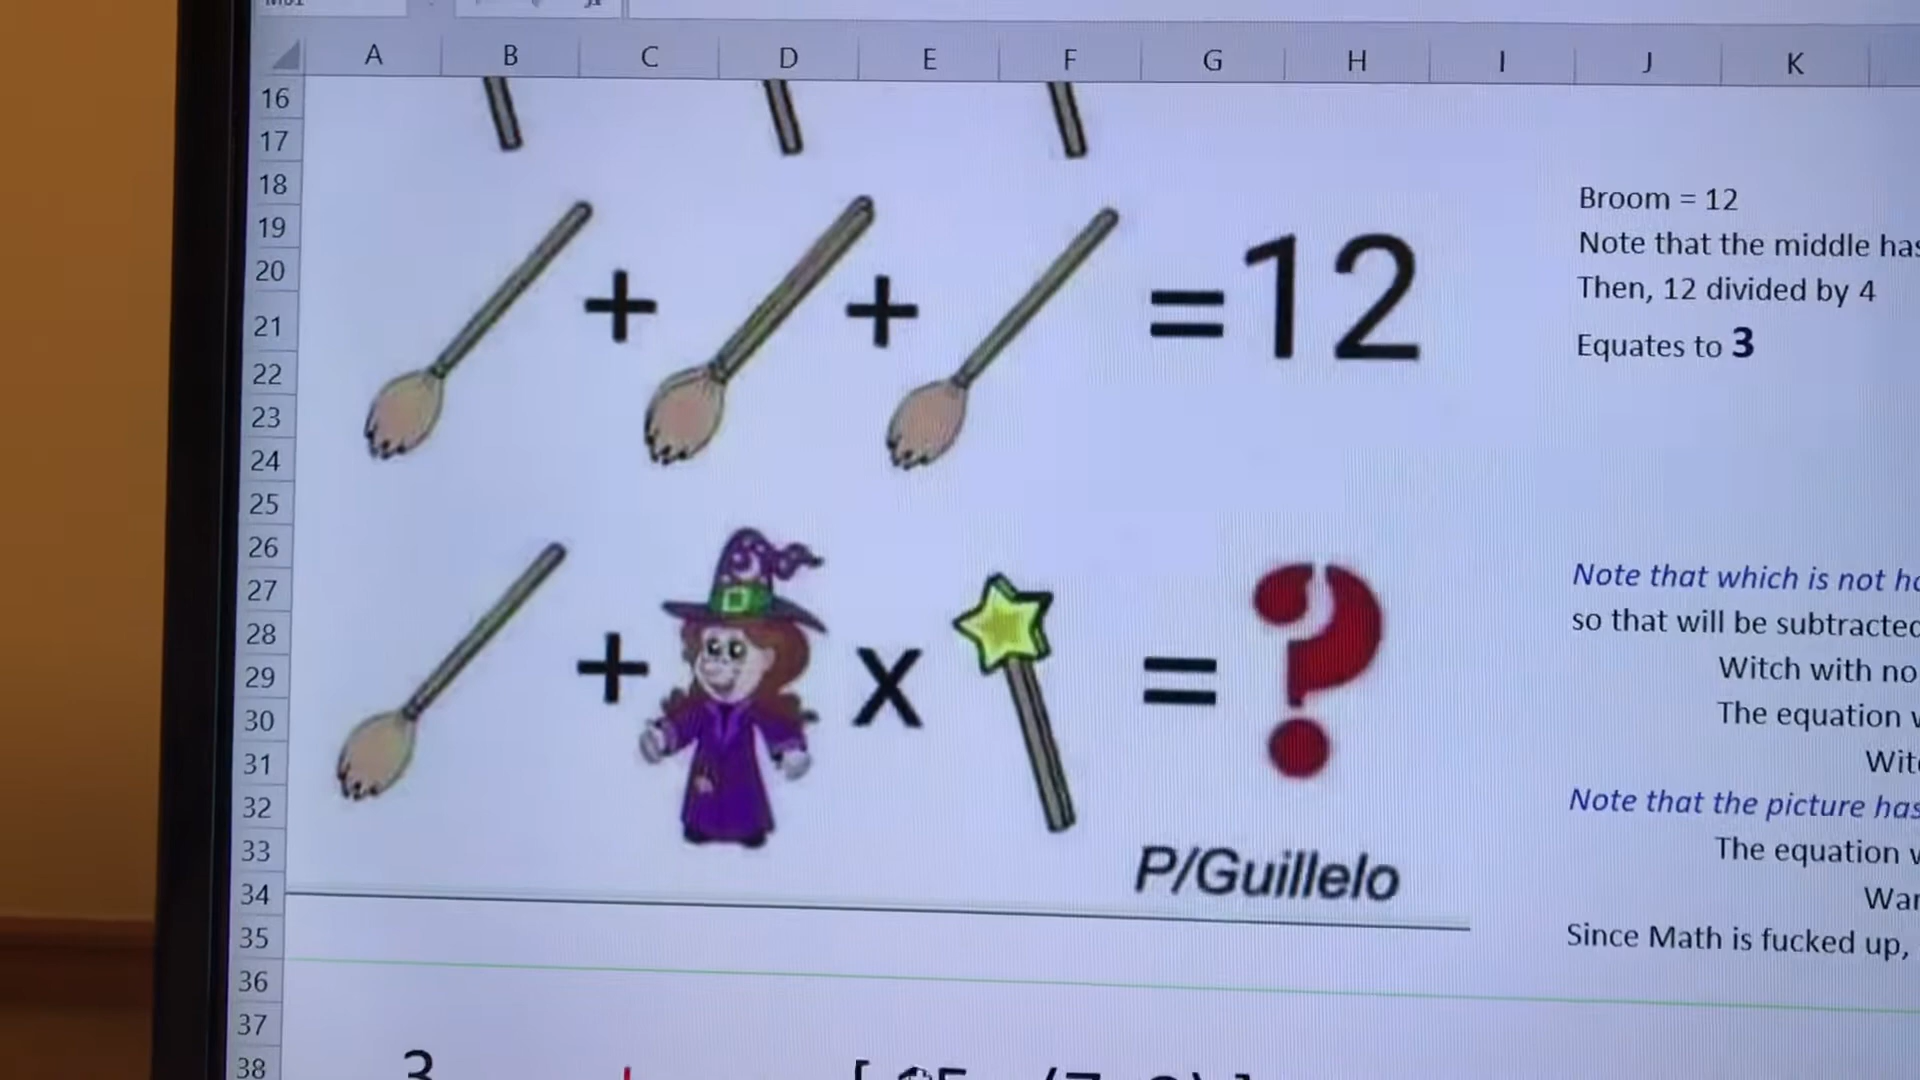 A B C D E F G H I J K
16
17
18
19
20
21
22
23
24
25
26
27
28
29
30
31
32
33
34
35
36
37
38
+ + =12
+ x = ?
P/Guillelo
Broom = 12
Note that the middle has
Then, 12 divided by 4
Equates to 3
Note that which is not
so that will be subtracted
Witch with no
The equation
Note that the picture has
The equation
Since Math is fucked up,
3